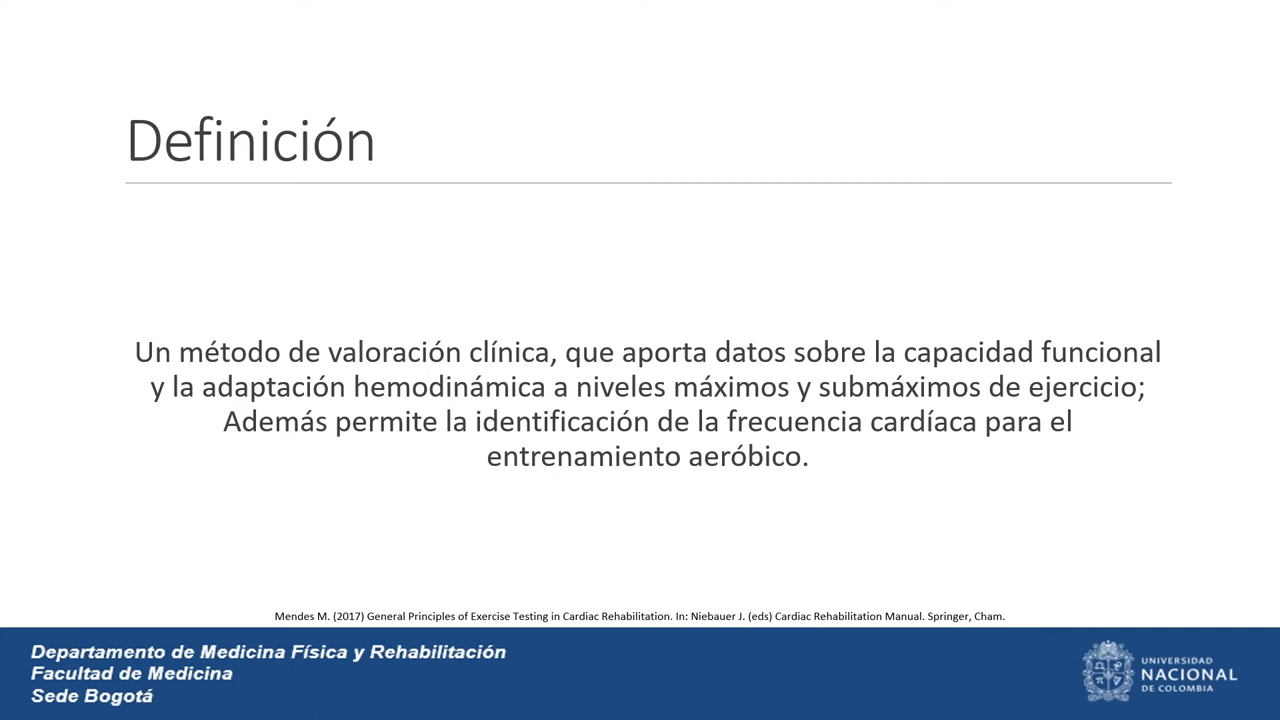 Definición
Un método de valoración clínica, que aporta datos sobre la capacidad funcional
y la adaptación hemodinámica a niveles máximos y submáximos de ejercicio;
Además permite la identificación de la frecuencia cardíaca para el
entrenamiento aeróbico.
Mendes M. (2017) General Principles of Exercise Testing in Cardiac Rehabilitation. In: Niebauer J. (eds) Cardiac Rehabilitation Manual. Springer, Cham.
Departamento de Medicina Física y Rehabilitación
Facultad de Medicina
Sede Bogotá
UNIVERSIDAD
NACIONAL
DE COLOMBIA